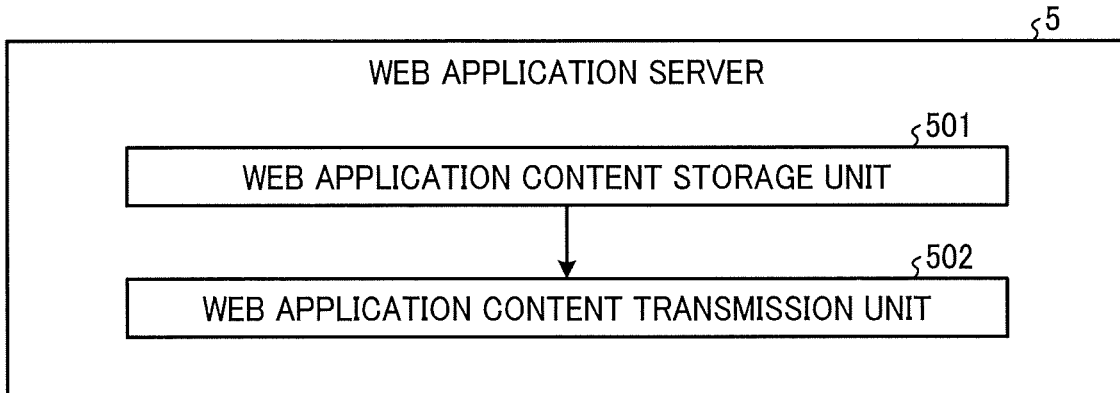 5
WEB APPLICATION SERVER
501
WEB APPLICATION CONTENT STORAGE UNIT
502
WEB APPLICATION CONTENT TRANSMISSION UNIT